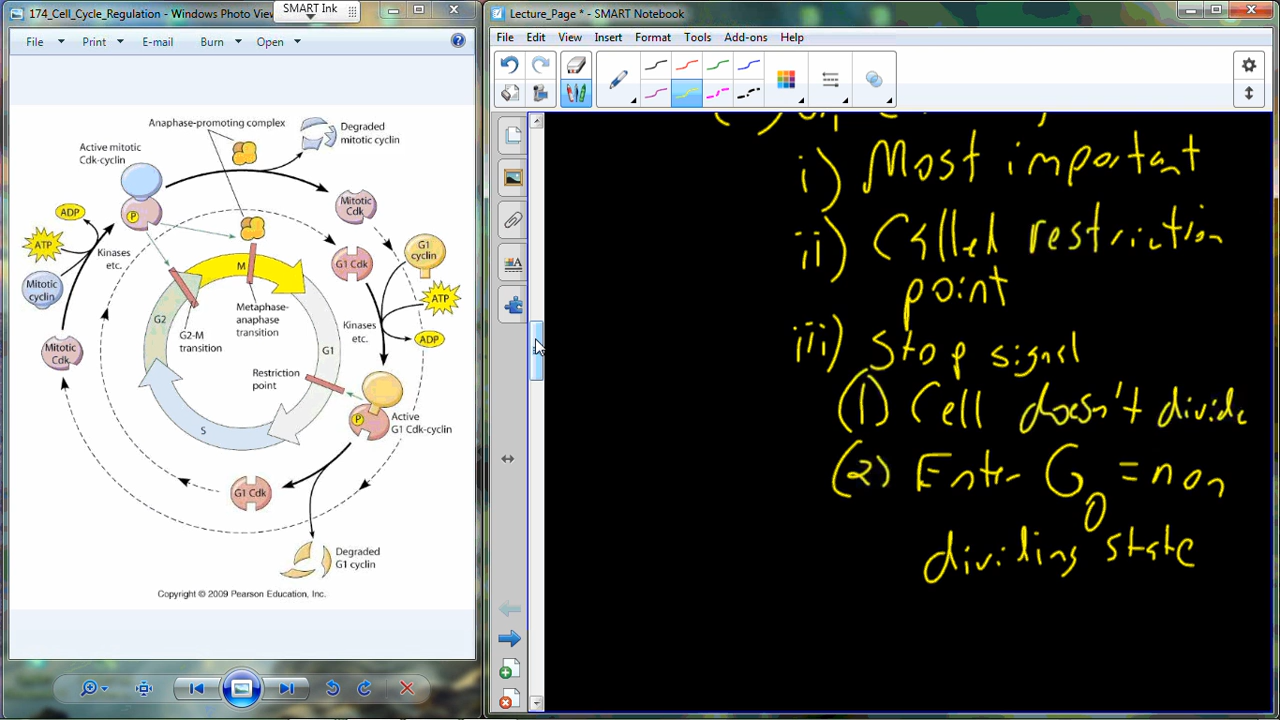 174_Cell_Cycle_Regulation - Windows Photo View
SMART Ink
File Print E-mail Burn Open
Anaphase-promoting complex
Degraded
mitotic cyclin
Active mitotic
Cdk-cyclin
P
ADP
ATP
Kinases
etc.
Mitotic
cyclin
Mitotic
Cdk
Mitotic
Cdk
G1 Cdk
G1
cyclin
ATP
Kinases
etc.
ADP
M
G2
G1
S
Metaphase-
anaphase
transition
G2-M
transition
Restriction
point
P
Active
G1 Cdk-cyclin
G1 Cdk
Degraded
G1 cyclin
Copyright © 2009 Pearson Education, Inc.
Lecture_Page * - SMART Notebook
File Edit View Insert Format Tools Add-ons Help
i) Most important
ii) Called restriction
point
iii) Stop signal
(1) Cell doesn't divide
(2) Enter G0 = non
dividing state